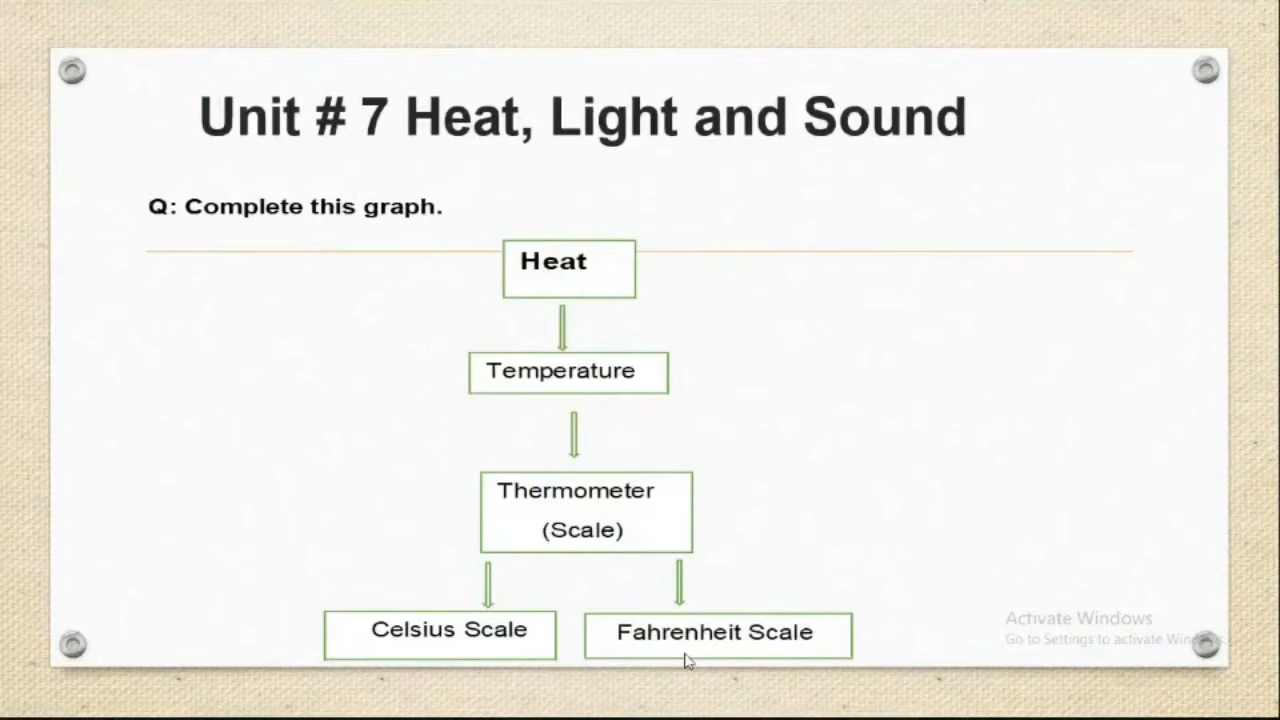 Unit # 7 Heat, Light and Sound
Q: Complete this graph.
Heat
Temperature
Thermometer
(Scale)
Celsius Scale
Fahrenheit Scale
Activate Windows
Go to Settings to activate Windows.